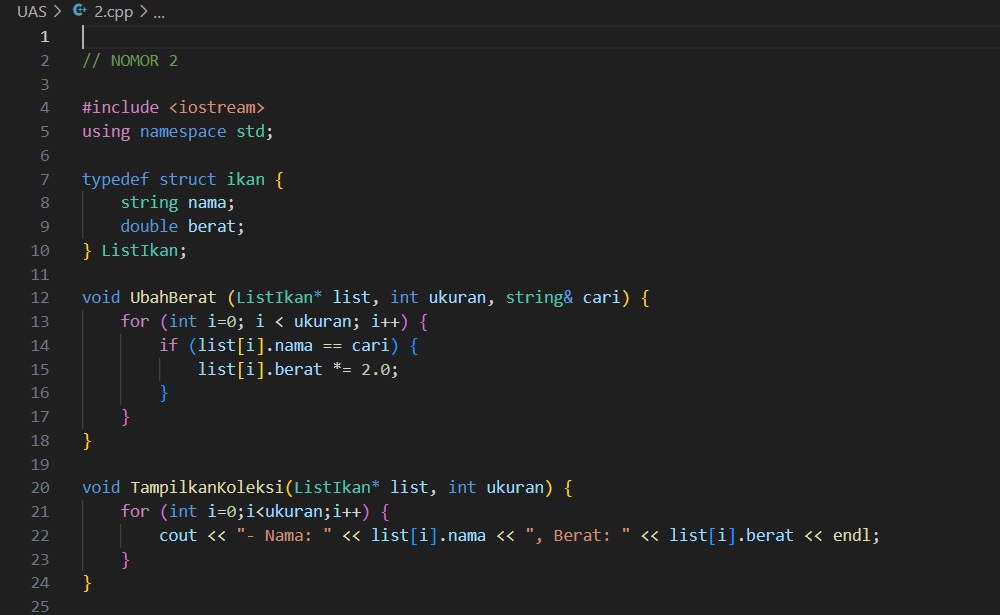 UAS > 2.cpp > ...
1
2 // NOMOR 2
3
4 #include <iostream>
5 using namespace std;
6
7 typedef struct ikan {
8     string nama;
9     double berat;
10 } ListIkan;
11
12 void UbahBerat (ListIkan* list, int ukuran, string& cari) {
13     for (int i=0; i < ukuran; i++) {
14         if (list[i].nama == cari) {
15             list[i].berat *= 2.0;
16         }
17     }
18 }
19
20 void TampilkanKoleksi(ListIkan* list, int ukuran) {
21     for (int i=0;i<ukuran;i++) {
22         cout << "- Nama: " << list[i].nama << ", Berat: " << list[i].berat << endl;
23     }
24 }
25